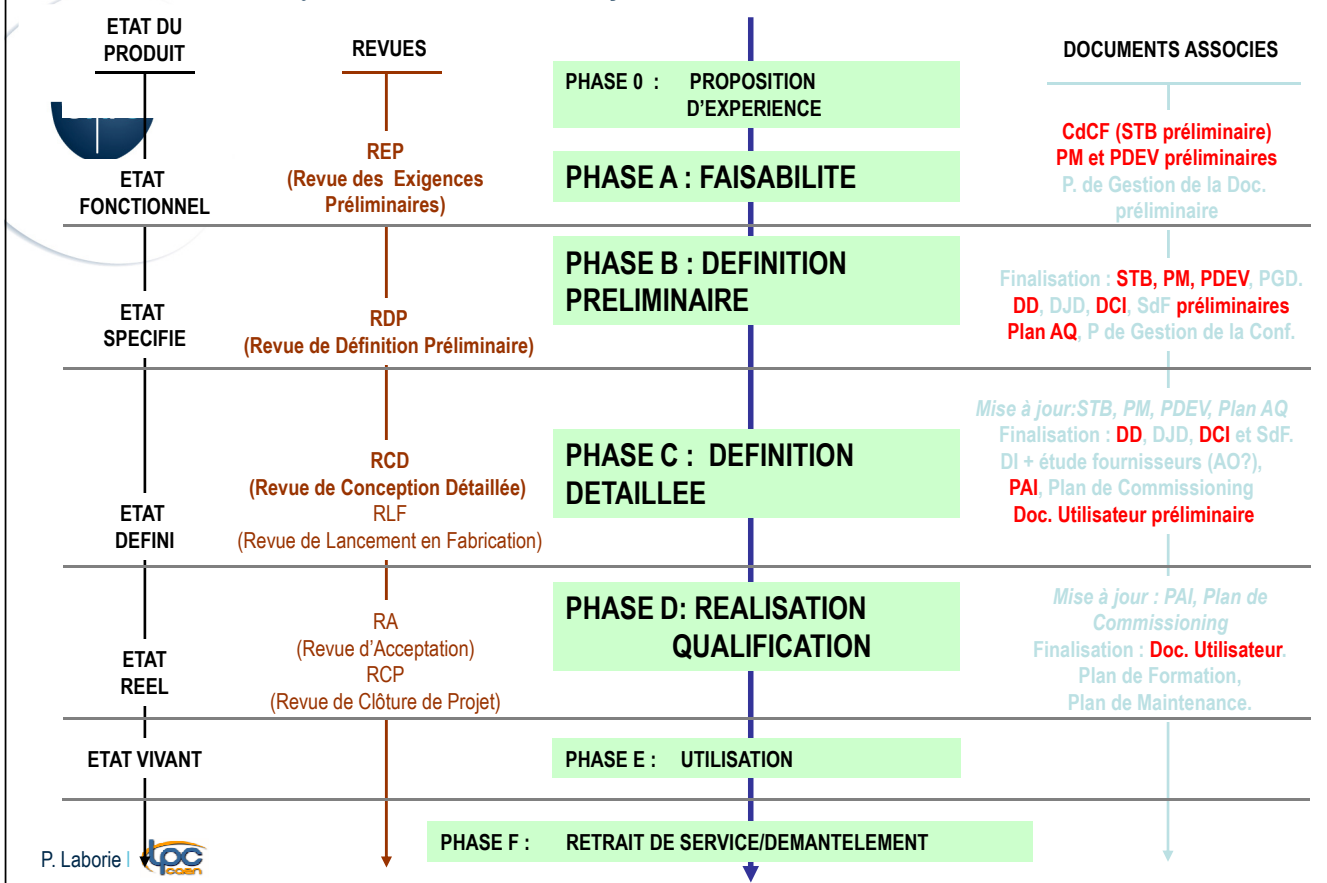 ETAT DU
PRODUIT
REVUES
DOCUMENTS ASSOCIES
PHASE 0 : PROPOSITION
D'EXPERIENCE
REP
(Revue des Exigences
Préliminaires)
ETAT
FONCTIONNEL
PHASE A : FAISABILITE
CdCF (STB préliminaire)
PM et PDEV préliminaires
P. de Gestion de la Doc.
préliminaire
PHASE B : DEFINITION
PRELIMINAIRE
ETAT
SPECIFIE
RDP
(Revue de Définition Préliminaire)
Finalisation : STB, PM, PDEV, PGD.
DD, DJD, DCI, SdF préliminaires
Plan AQ, P de Gestion de la Conf.
RCD
(Revue de Conception Détaillée)
RLF
(Revue de Lancement en Fabrication)
ETAT
DEFINI
PHASE C : DEFINITION
DETAILLEE
Mise à jour:STB, PM, PDEV, Plan AQ
Finalisation : DD, DJD, DCI et SdF.
DI + étude fournisseurs (AO?),
PAI, Plan de Commissioning
Doc. Utilisateur préliminaire
PHASE D: REALISATION
QUALIFICATION
RA
(Revue d'Acceptation)
RCP
(Revue de Clôture de Projet)
ETAT
REEL
Mise à jour : PAI, Plan de
Commissioning
Finalisation : Doc. Utilisateur.
Plan de Formation,
Plan de Maintenance.
ETAT VIVANT
PHASE E : UTILISATION
PHASE F : RETRAIT DE SERVICE/DEMANTELEMENT
P. Laborie I lpc
caen